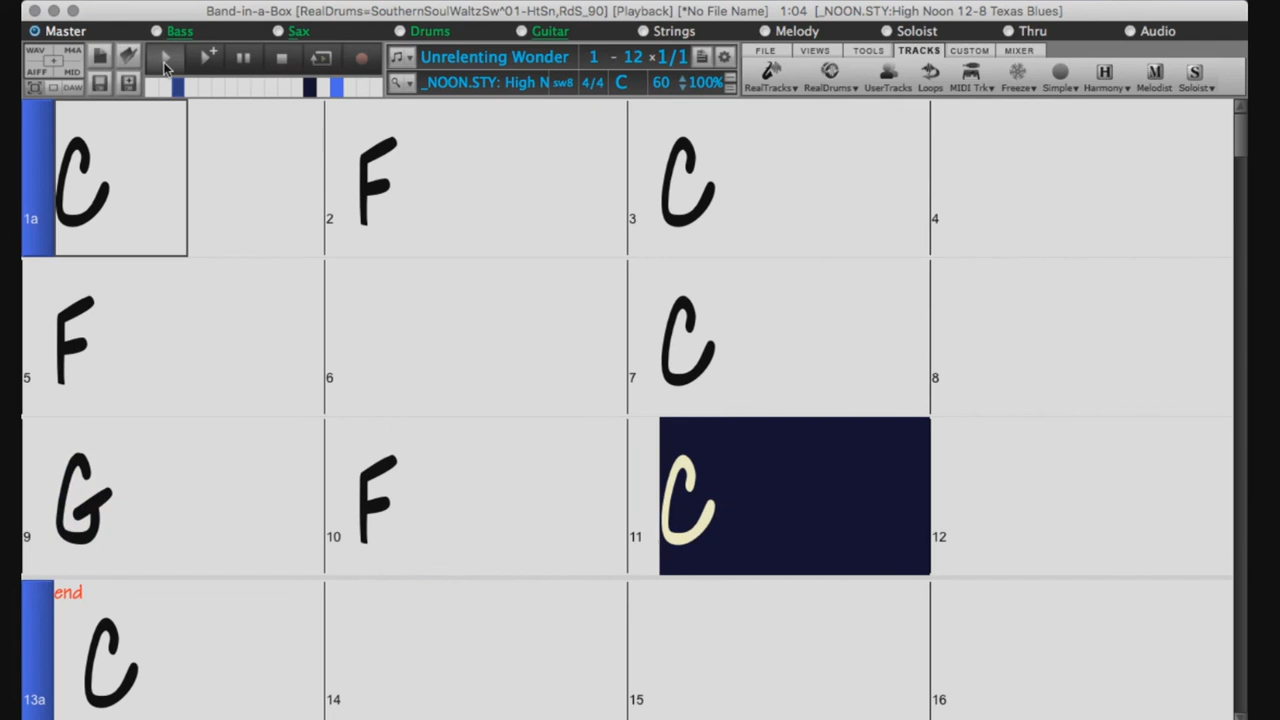 Band-in-a-Box [RealDrums=SouthernSoulWaltzSw^01-HtSn,RdS_90] [Playback] [*No File Name] 1:04 [_NOON.STY:High Noon 12-8 Texas Blues]
Master Bass Sax Drums Guitar Strings Melody Soloist Thru Audio
WAV M4A
AIFF MID
DAW
Unrelenting Wonder 1 - 12 x1/1
_NOON.STY: High N sw8 4/4 C 60 100%
FILE VIEWS TOOLS TRACKS CUSTOM MIXER
H M S
RealTracks RealDrums UserTracks Loops MIDI Trk Freeze Simple Harmony Melodist Soloist
1a C 2 F 3 C 4
5 F 6 7 C 8
9 G 10 F 11 C 12
end
13a C 14 15 16